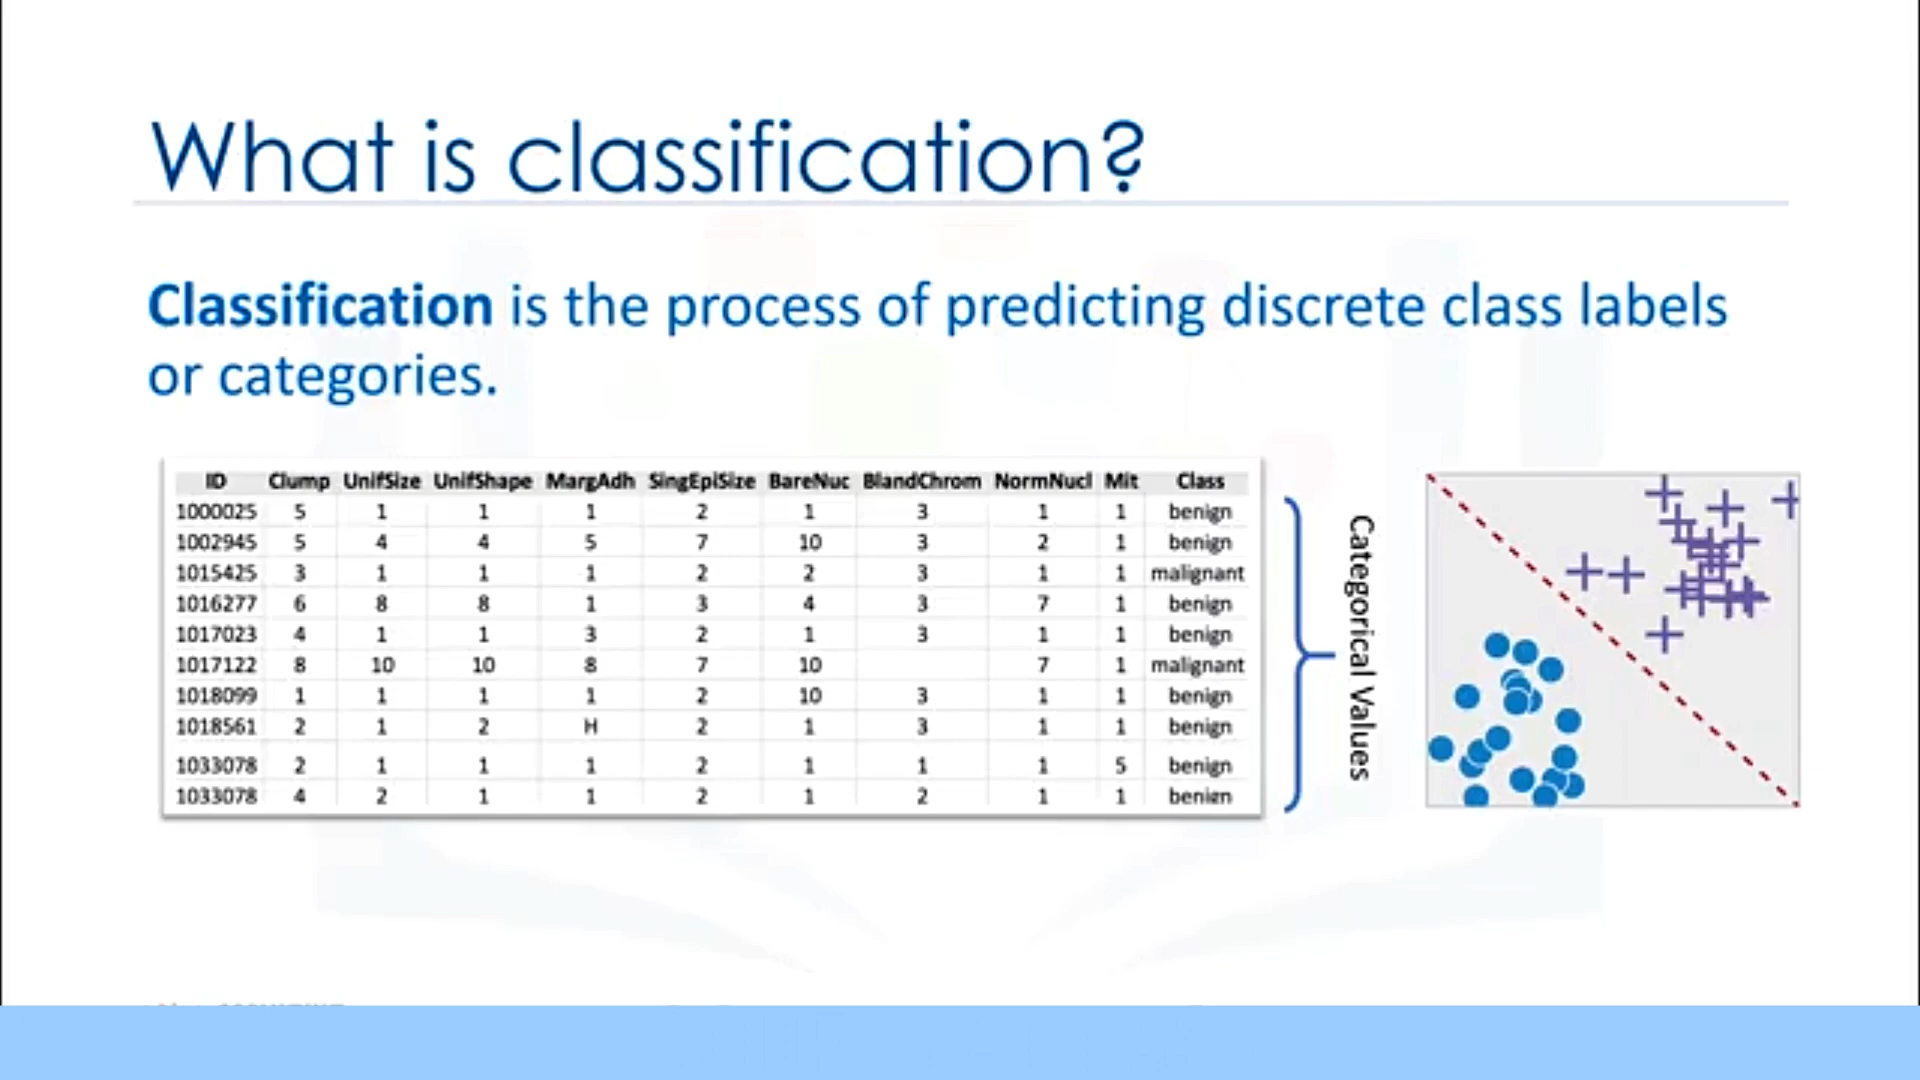 What is classification?
Classification is the process of predicting discrete class labels
or categories.
ID Clump UnifSize UnifShape MargAdh SingEpiSize BareNuc BlandChrom NormNucl Mit Class
1000025 5 1 1 1 2 1 3 1 1 benign
1002945 5 4 4 5 7 10 3 2 1 benign
1015425 3 1 1 1 2 2 3 1 1 malignant
1016277 6 8 8 1 3 4 3 7 1 benign
1017023 4 1 1 3 2 1 3 1 1 benign
1017122 8 10 10 8 7 10 7 1 malignant
1018099 1 1 1 1 2 10 3 1 1 benign
1018561 2 1 2 H 2 1 3 1 1 benign
1033078 2 1 1 1 2 1 1 1 5 benign
1033078 4 2 1 1 2 1 2 1 1 benign
Categorical Values